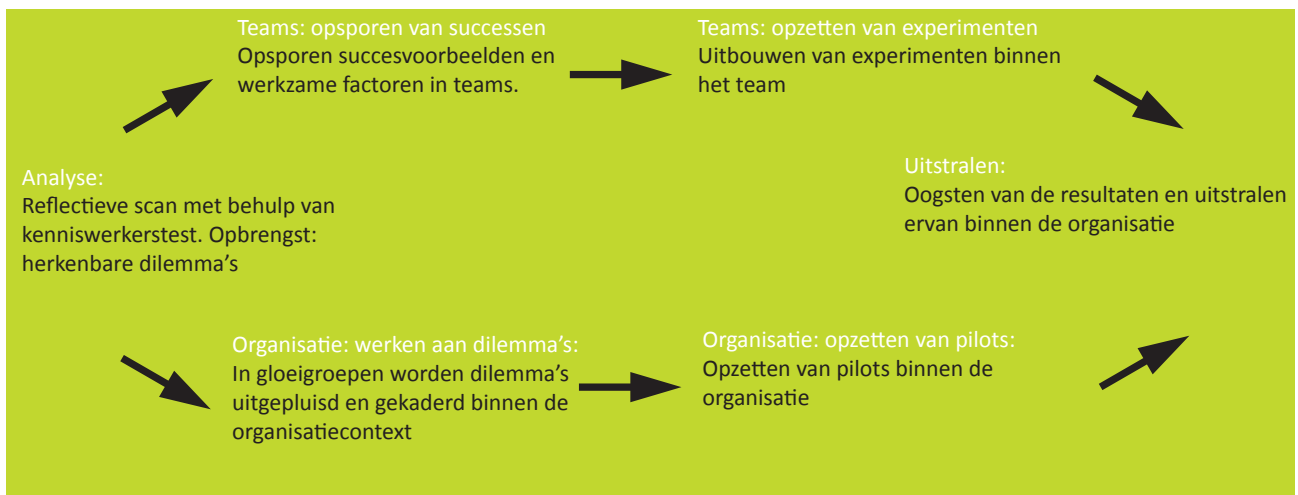 Teams: opsporen van successen
Opsporen succesvoorbeelden en
werkzame factoren in teams.
Teams: opzetten van experimenten
Uitbouwen van experimenten binnen
het team
Analyse:
Reflectieve scan met behulp van
kenniswerkerstest. Opbrengst:
herkenbare dilemma's
Uitstralen:
Oogsten van de resultaten en uitstralen
ervan binnen de organisatie
Organisatie: werken aan dilemma's:
In gloeigroepen worden dilemma's
uitgepluisd en gekaderd binnen de
organisatiecontext
Organisatie: opzetten van pilots:
Opzetten van pilots binnen de
organisatie